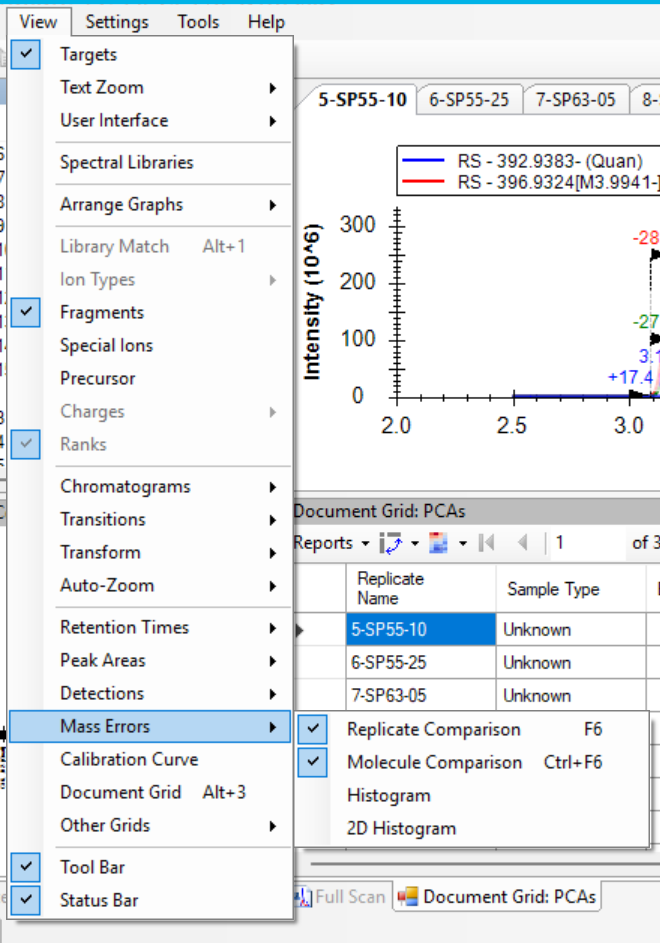 View Settings Tools Help
Targets
Text Zoom
User Interface
Spectral Libraries
Arrange Graphs
Library Match Alt+1
Ion Types
Fragments
Special Ions
Precursor
Charges
Ranks
Chromatograms
Transitions
Transform
Auto-Zoom
Retention Times
Peak Areas
Detections
Mass Errors
Calibration Curve
Document Grid Alt+3
Other Grids
Tool Bar
Status Bar
Replicate Comparison F6
Molecule Comparison Ctrl+F6
Histogram
2D Histogram
5-SP55-10 6-SP55-25 7-SP63-05 8-
RS - 392.9383- (Quan)
RS - 396.9324[M3.9941-]
Intensity (10^6)
300
200
100
0
2.0 2.5 3.0
-28
-27
3.1
+17.4
Document Grid: PCAs
Reports 1 of 3
Replicate
Name
Sample Type
5-SP55-10 Unknown
6-SP55-25 Unknown
7-SP63-05 Unknown
Full Scan Document Grid: PCAs